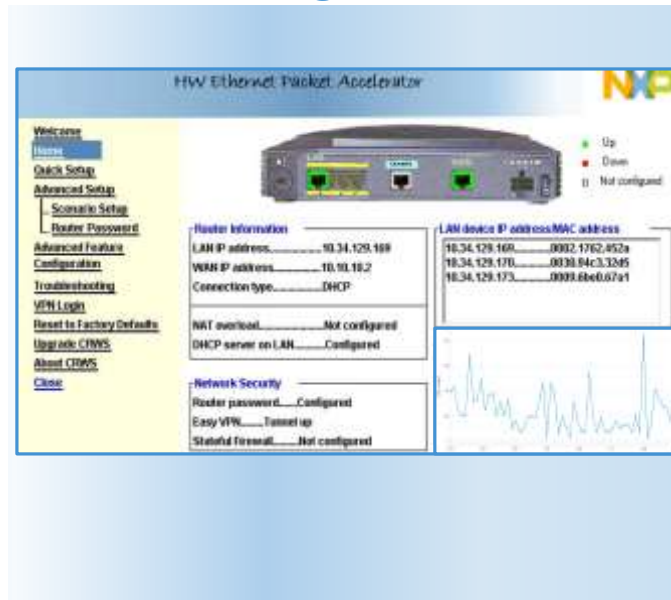 HW Ethernet Packet Accelerator
NXP
Welcome
Home
Quick Setup
Advanced Setup
Scenario Setup
Router Password
Advanced Feature
Configuration
Troubleshooting
VPN Login
Reset to Factory Defaults
Upgrade CRWS
About CRWS
Close
LAN
Up
Down
Not configured
Router Information
LAN IP address..............10.34.129.169
WAN IP address.............10.10.10.2
Connection type.............DHCP
NAT overload................Not configured
DHCP server on LAN........Configured
Network Security
Router password......Configured
Easy VPN.......Tunnel up
Stateful Firewall.........Not configured
LAN device IP address/MAC address
10.34.129.169..........0002.1762.452a
10.34.129.170..........0030.94c3.32d5
10.34.129.173..........0009.6be0.67a1